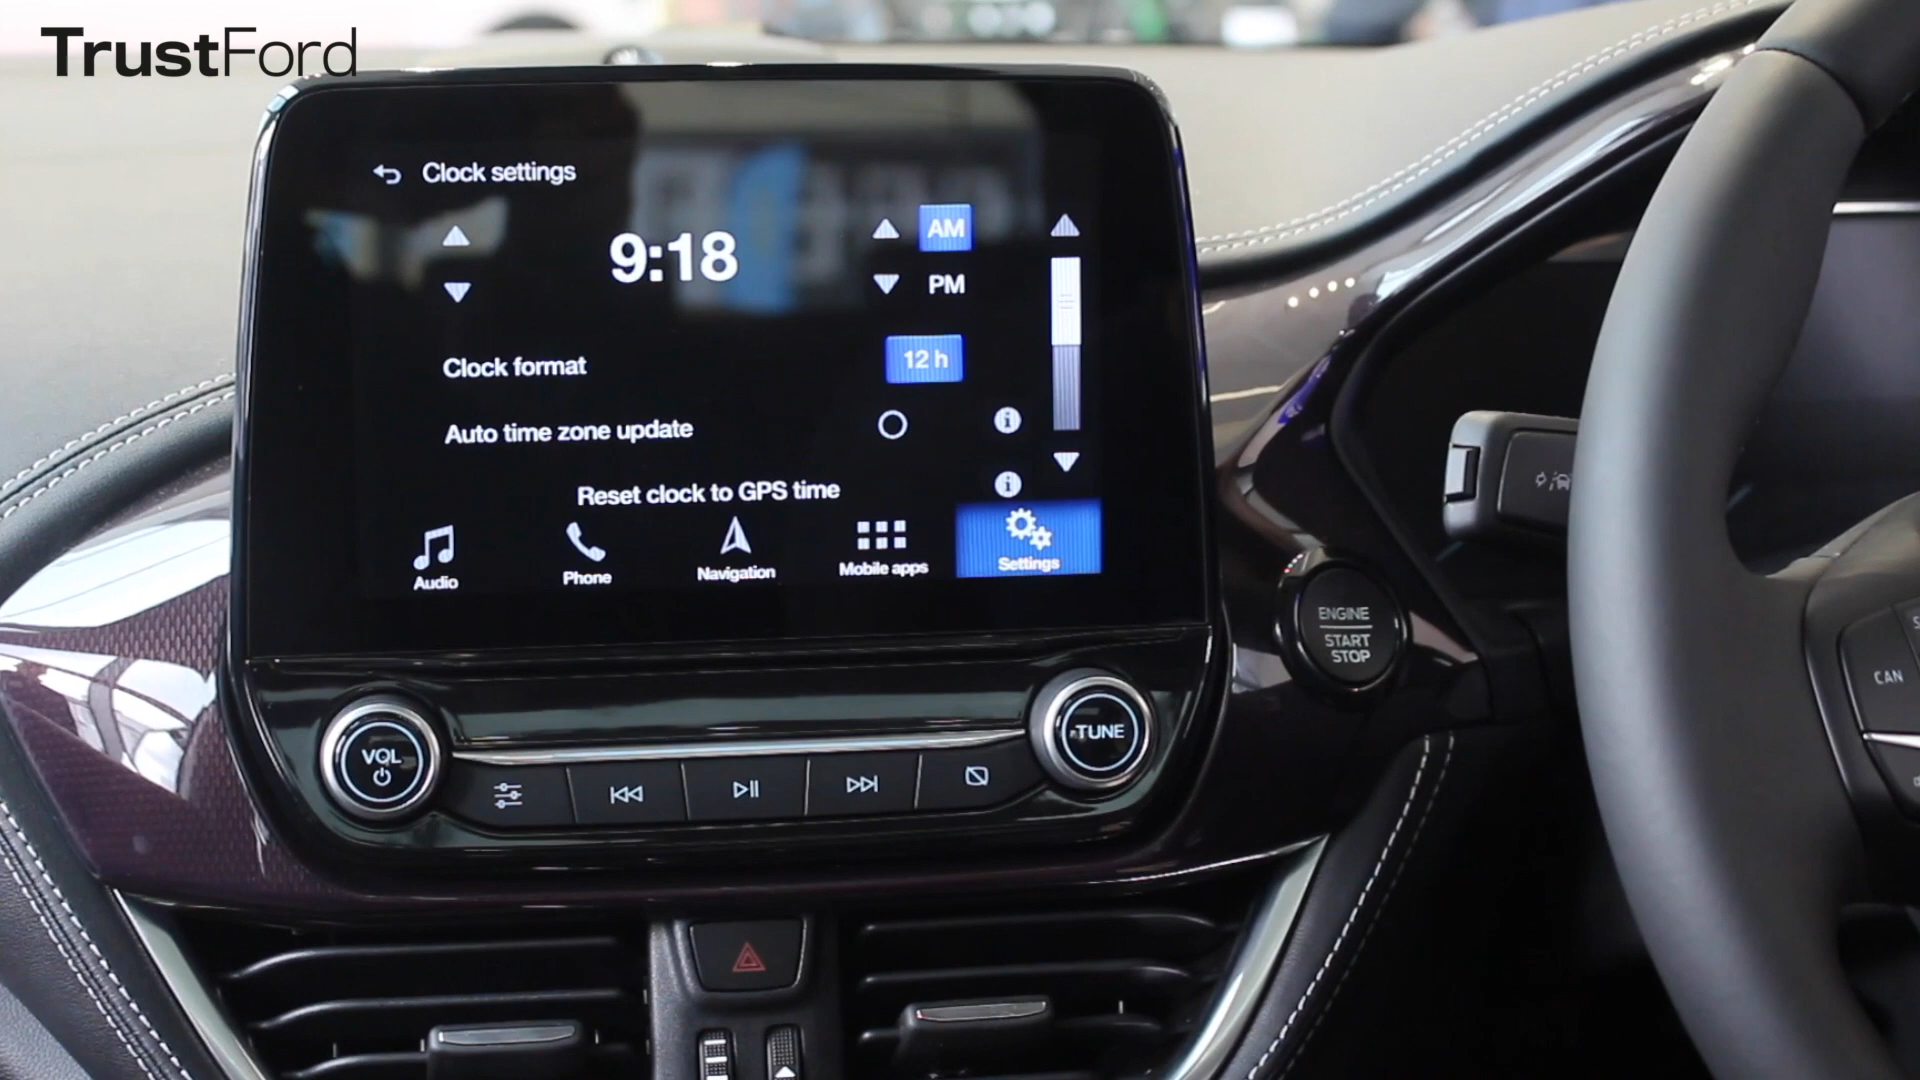 TrustFord
Clock settings
9:18
AM
PM
Clock format
12 h
Auto time zone update
Reset clock to GPS time
Audio
Phone
Navigation
Mobile apps
Settings
ENGINE
START
STOP
VOL
TUNE
CAN